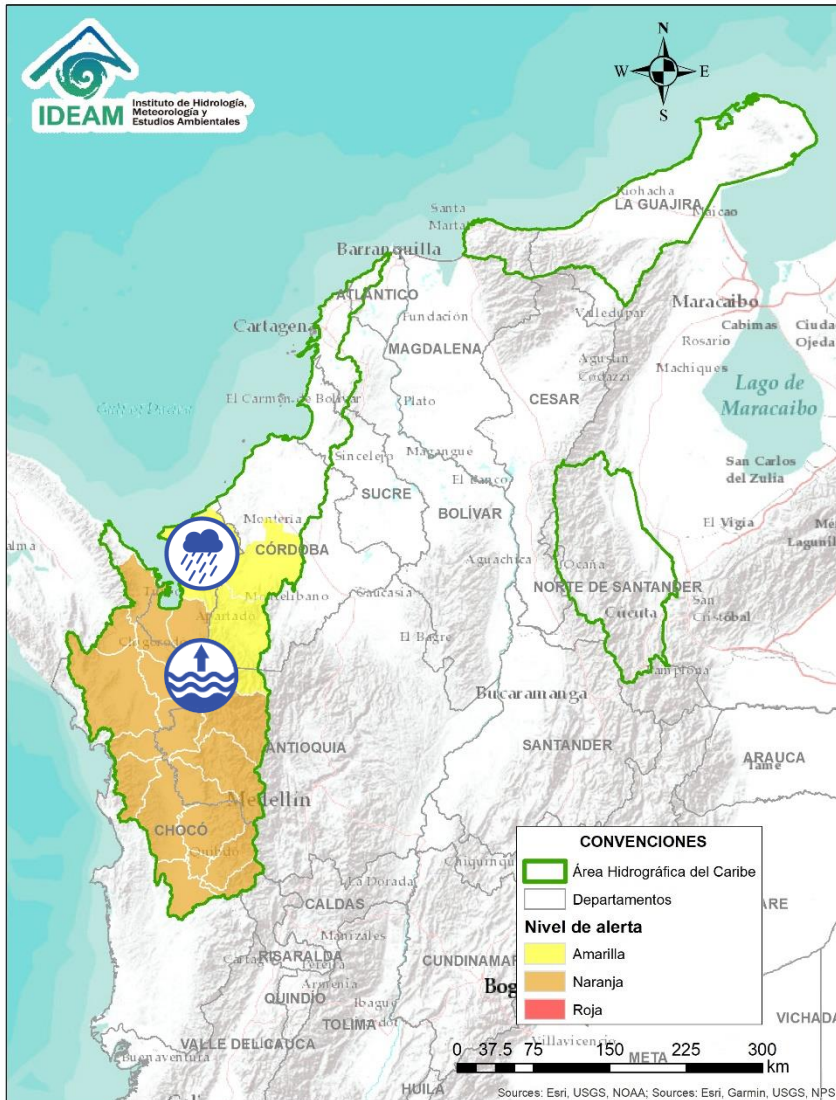 IDEAM
Instituto de Hidrología,
Meteorología y
Estudios Ambientales
N
W
E
S
Riohacha
LA GUAJIRA
Maicao
Santa
Marta
Barranquilla
ATLÁNTICO
Maracaibo
Cartagena
Fundación
Valledupar
Cabimas
Ciuda
Ojeda
Rosario
MAGDALENA
Agustín
Codazzi
Machiques
Lago de
Maracaibo
El Carmen de Bolívar
Plato
CESAR
Sincelejo
Magangué
San Carlos
del Zulia
SUCRE
El Banco
BOLÍVAR
Montería
El Vigía
CÓRDOBA
Aguachica
Ocaña
NORTE DE SANTANDER
Montelíbano
Caucasia
Cúcuta
San
Cristóbal
Apartadó
El Bagre
Pamplona
Bucaramanga
ANTIOQUIA
SANTANDER
ARAUCA
Tame
Medellín
CHOCÓ
Quibdó
Chiquinqu
La Dorada
CALDAS
Manizales
RISARALDA
Pereira
CUNDINAMAR
Armenia
QUINDÍO
Ibagué
Bog
TOLIMA
VICHADA
VALLE DEL CAUCA
Buenaventura
Villavicencio
META
HUILA
CONVENCIONES
Área Hidrográfica del Caribe
Departamentos
Nivel de alerta
Amarilla
Naranja
Roja
0 37.5 75 150 225 300
km
Sources: Esri, USGS, NOAA; Sources: Esri, Garmin, USGS, NPS